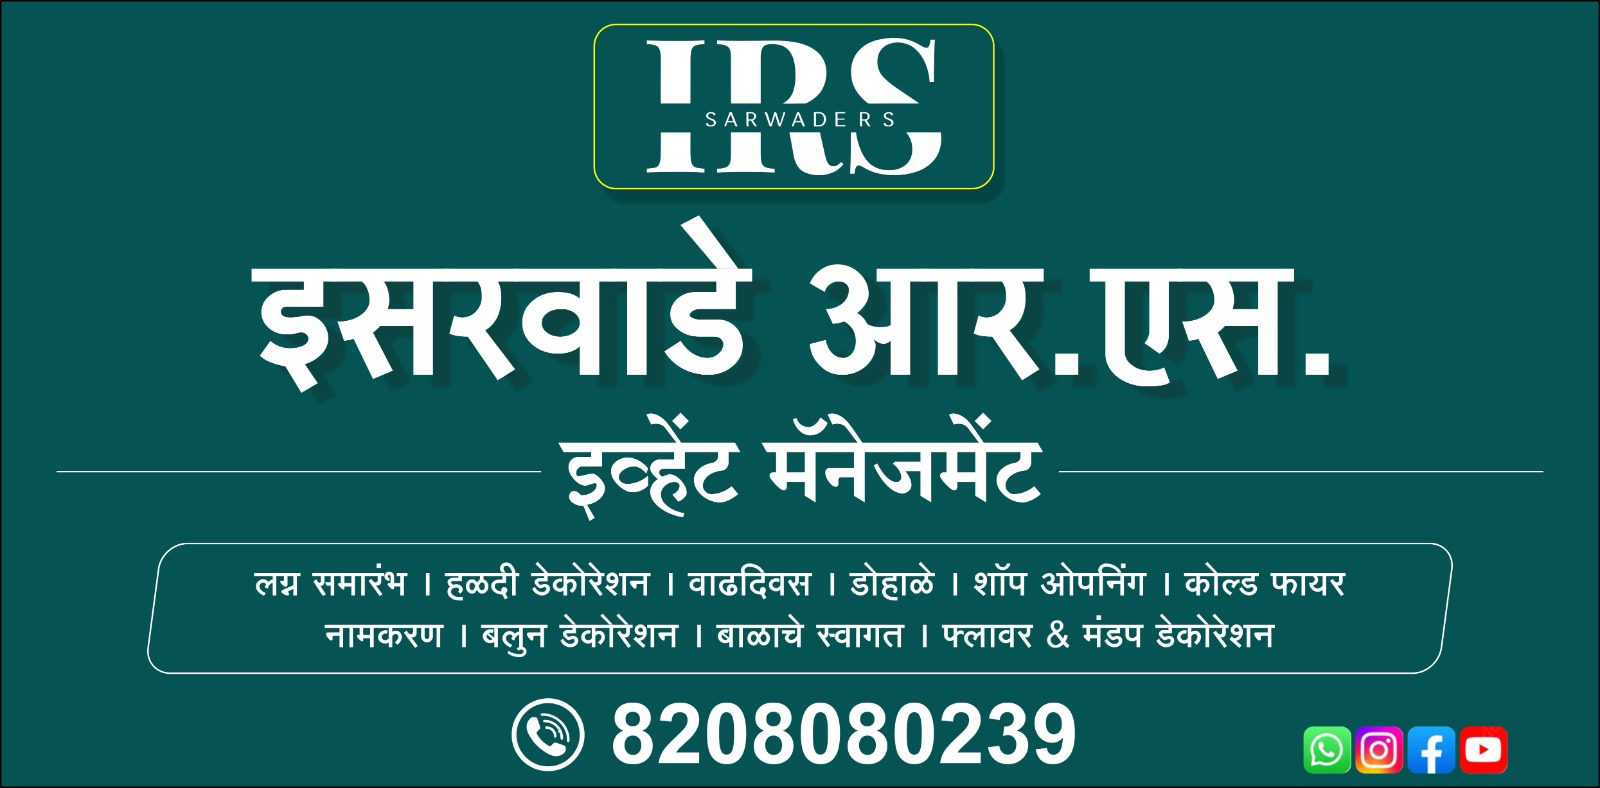 IRS
SARWADERS
इसरवाडे आर.एस.
इव्हेंट मॅनेजमेंट
लग्न समारंभ । हळदी डेकोरेशन । वाढदिवस । डोहाळे । शॉप ओपनिंग । कोल्ड फायर
नामकरण । बलुन डेकोरेशन । बाळाचे स्वागत । फ्लावर & मंडप डेकोरेशन
8208080239